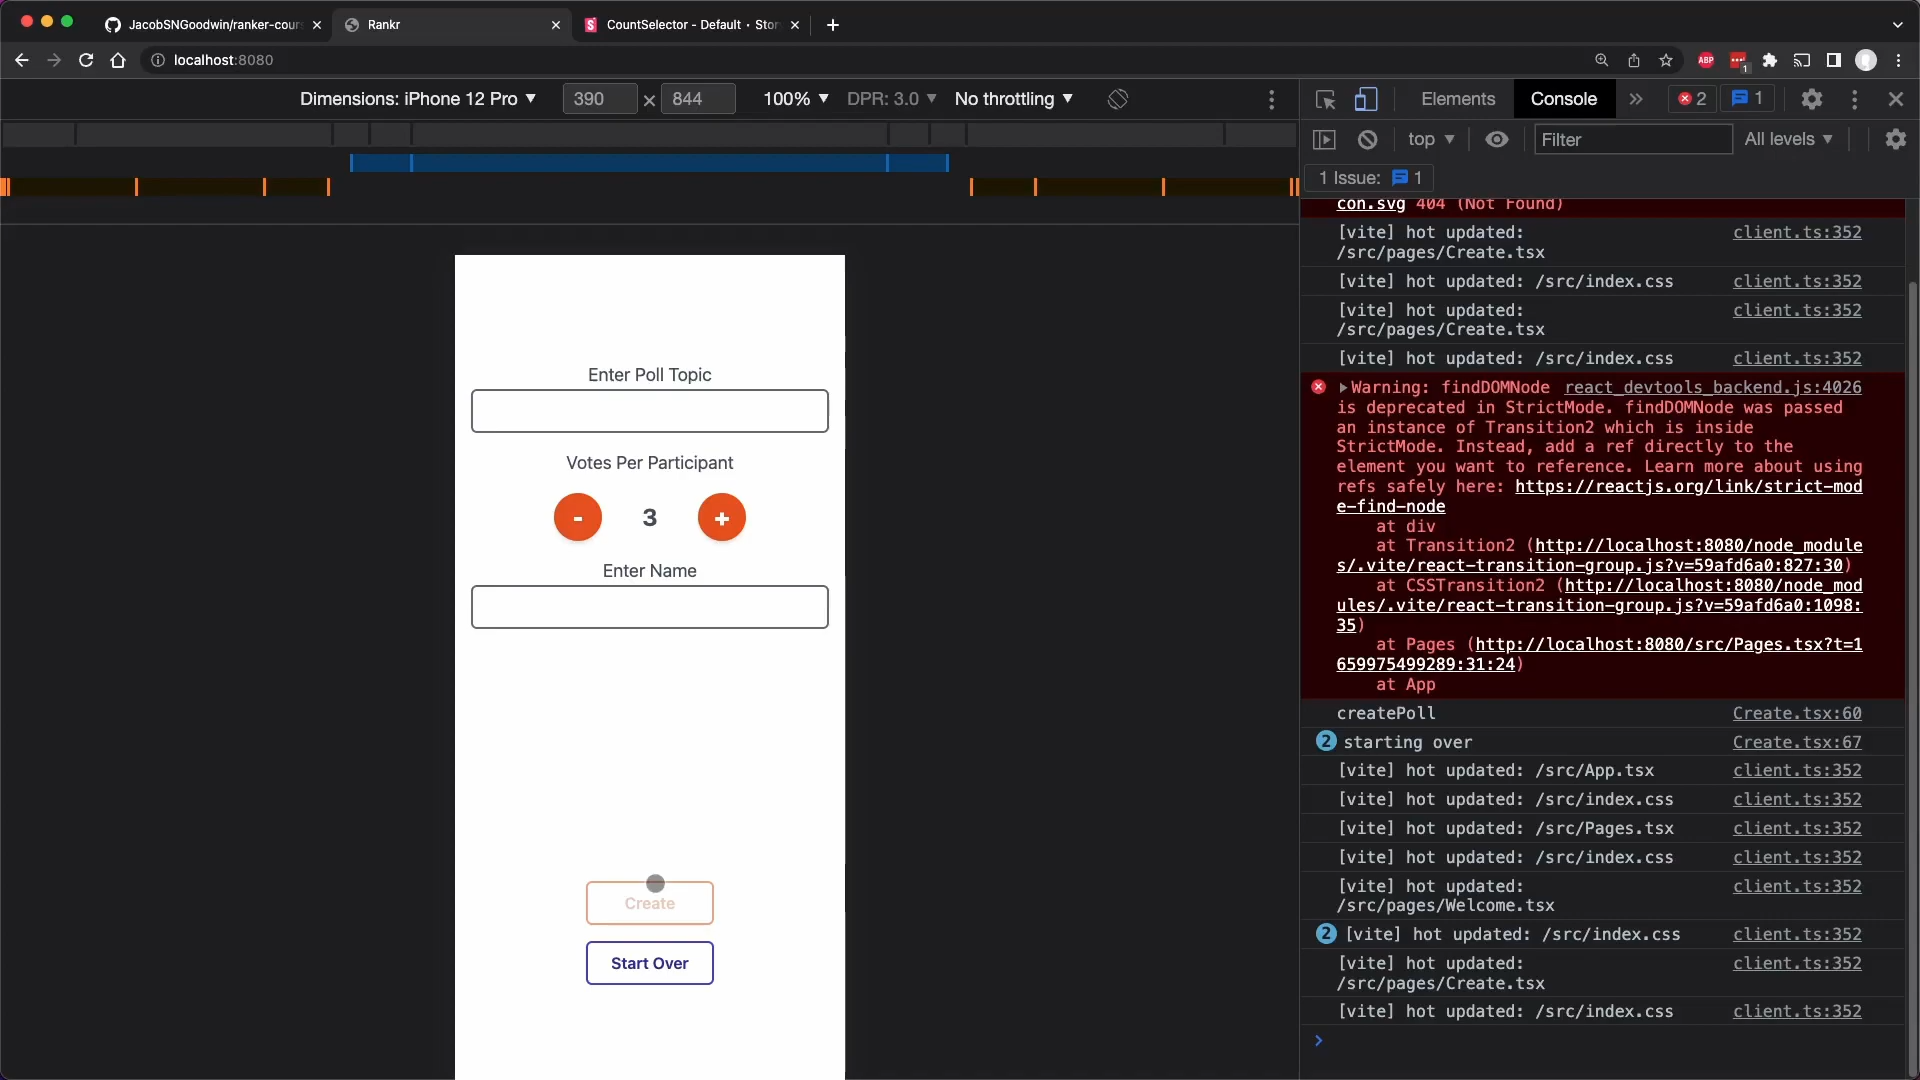 JacobSNGoodwin/ranker-cours
Rankr
CountSelector - Default · Stor
localhost:8080
ABP
1
Dimensions: iPhone 12 Pro
390
×
844
100%
DPR: 3.0
No throttling
Elements
Console
2
1
top
Filter
All levels
1 Issue:
1
con.svg 404 (Not Found)
[vite] hot updated: client.ts:352
/src/pages/Create.tsx
[vite] hot updated: /src/index.css client.ts:352
[vite] hot updated: client.ts:352
/src/pages/Create.tsx
[vite] hot updated: /src/index.css client.ts:352
Warning: findDOMNode react_devtools_backend.js:4026
is deprecated in StrictMode. findDOMNode was passed
an instance of Transition2 which is inside
StrictMode. Instead, add a ref directly to the
element you want to reference. Learn more about using
refs safely here: https://reactjs.org/link/strict-mod
e-find-node
at div
at Transition2 (http://localhost:8080/node_module
s/.vite/react-transition-group.js?v=59afd6a0:827:30)
at CSSTransition2 (http://localhost:8080/node_mod
ules/.vite/react-transition-group.js?v=59afd6a0:1098:
35)
at Pages (http://localhost:8080/src/Pages.tsx?t=1
659975499289:31:24)
at App
createPoll Create.tsx:60
2 starting over Create.tsx:67
[vite] hot updated: /src/App.tsx client.ts:352
[vite] hot updated: /src/index.css client.ts:352
[vite] hot updated: /src/Pages.tsx client.ts:352
[vite] hot updated: /src/index.css client.ts:352
[vite] hot updated: client.ts:352
/src/pages/Welcome.tsx
2 [vite] hot updated: /src/index.css client.ts:352
[vite] hot updated: client.ts:352
/src/pages/Create.tsx
[vite] hot updated: /src/index.css client.ts:352
Enter Poll Topic
Votes Per Participant
- 3 +
Enter Name
Create
Start Over